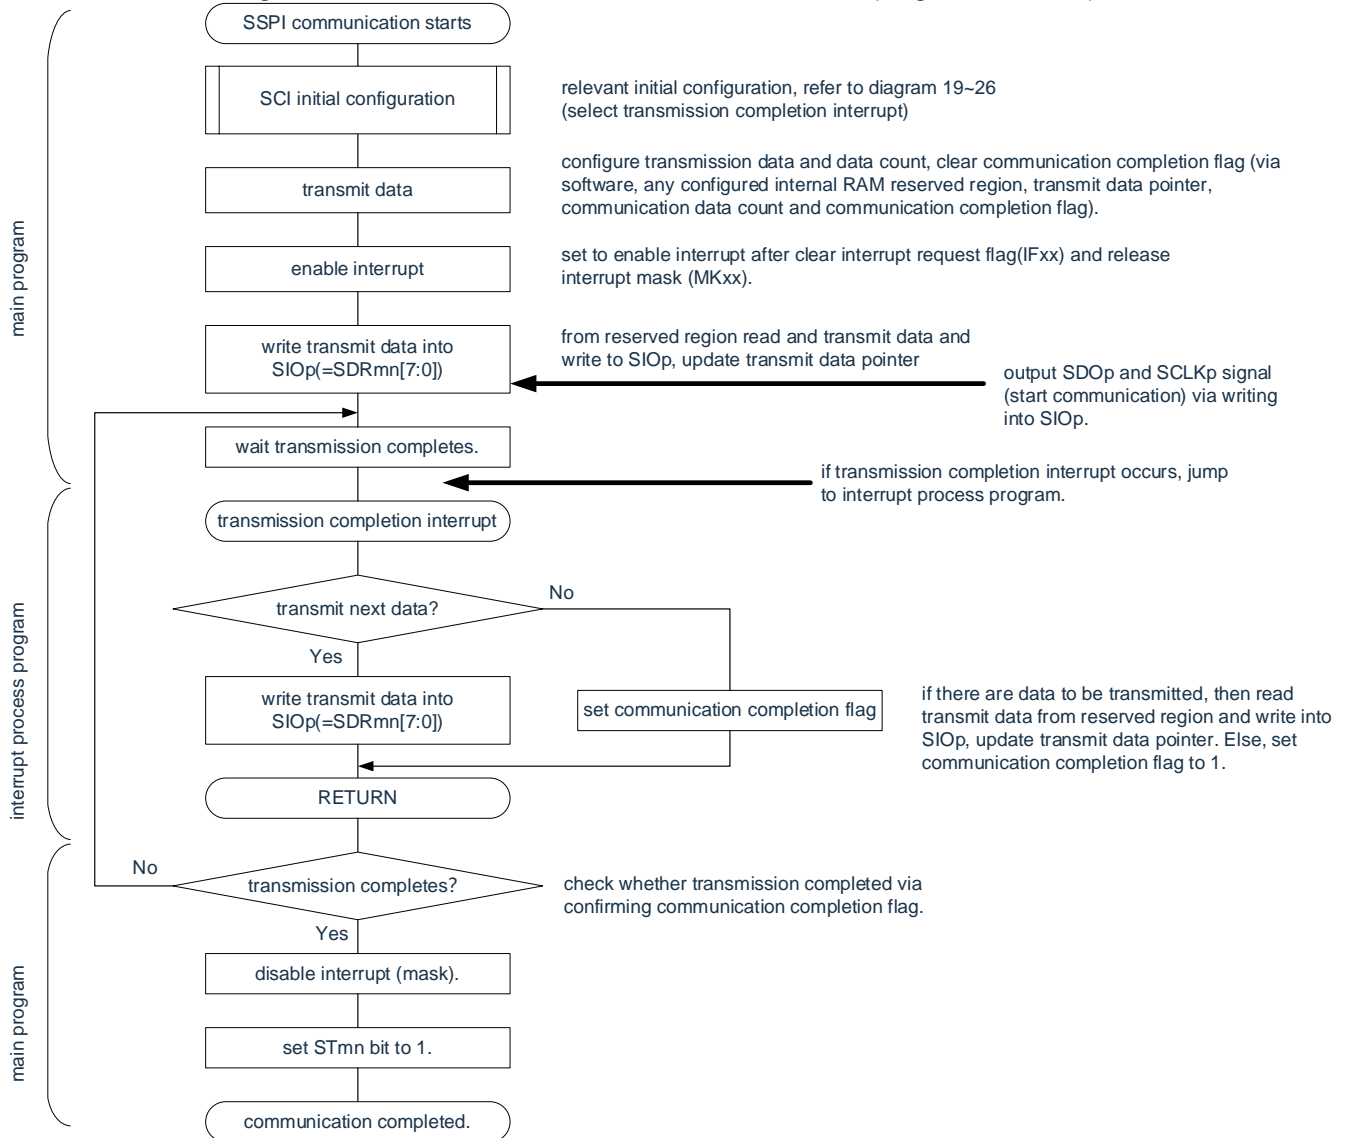 SSPI communication starts
SCI initial configuration
relevant initial configuration, refer to diagram 19~26
(select transmission completion interrupt)
transmit data
configure transmission data and data count, clear communication completion flag (via
software, any configured internal RAM reserved region, transmit data pointer,
communication data count and communication completion flag).
main program
enable interrupt
set to enable interrupt after clear interrupt request flag(IFxx) and release
interrupt mask (MKxx).
write transmit data into
SIOp(=SDRmn[7:0])
from reserved region read and transmit data and
write to SIOp, update transmit data pointer
output SDOp and SCLKp signal
(start communication) via writing
into SIOp.
wait transmission completes.
if transmission completion interrupt occurs, jump
to interrupt process program.
transmission completion interrupt
interrupt process program
transmit next data?
No
Yes
write transmit data into
SIOp(=SDRmn[7:0])
set communication completion flag
if there are data to be transmitted, then read
transmit data from reserved region and write into
SIOp, update transmit data pointer. Else, set
communication completion flag to 1.
RETURN
No
transmission completes?
check whether transmission completed via
confirming communication completion flag.
Yes
main program
disable interrupt (mask).
set STmn bit to 1.
communication completed.